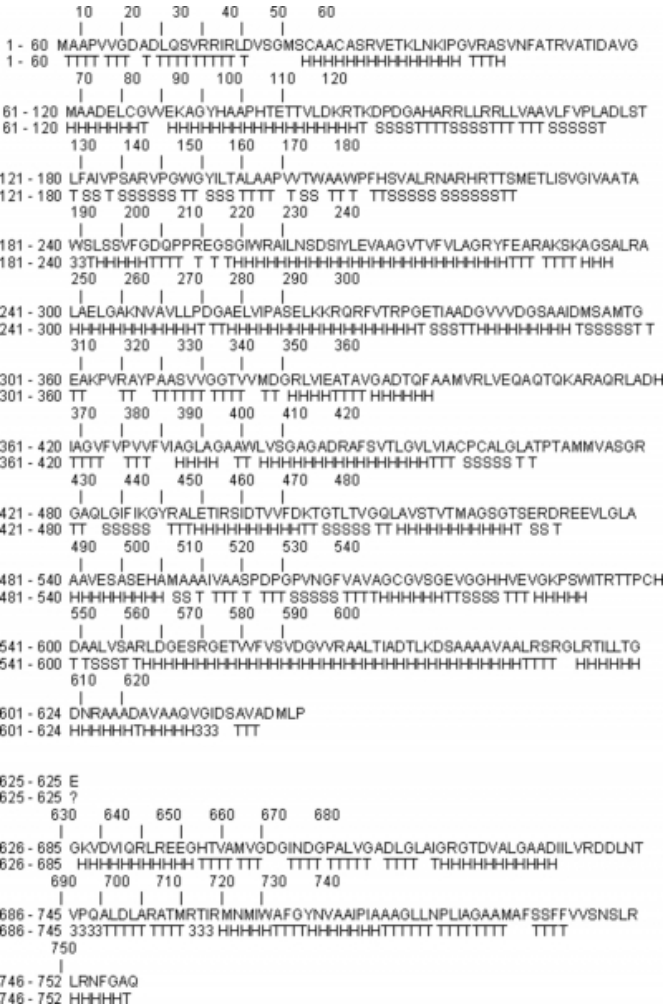 10 20 30 40 50 60
| | | | | |
1 - 60 MAAPVVGDADLQSVRRIRLDVSGMSCAACASRVETKLNKIPGVRASVNFATRVATIDAVG
1 - 60 TTTT TTT T TTTTTTTTT T HHHHHHHHHHHHHHHH TTTH
70 80 90 100 110 120
| | | | | |
61 - 120 MAADELCGVVEKAGYHAAPHTETTVLDKRTKDPDGAHARRLLRRLLVAAVLFVPLADLST
61 - 120 HHHHHHHT HHHHHHHHHHHHHHHHHHHT SSSSTTTTSSSSTTT TTT SSSSST
130 140 150 160 170 180
| | | | | |
121 - 180 LFAIVPSARVPGWGYILTALAAPVVTWAAWPFHSVALRNARHRTTSMETLISVGIVAATA
121 - 180 T SS T SSSSSS TT SSS TTTT T SS TTT TTSSSSS SSSSSSTT
190 200 210 220 230 240
| | | | | |
181 - 240 WSLSSVFGDQPPREGSGIWRAILNSDSIYLEVAAGVTVFVLAGRYFEARAKSKAGSALRA
181 - 240 33THHHHHTTTT T T THHHHHHHHHHHHHHHHHHHHHHHHHHHHTTT TTTT HHH
250 260 270 280 290 300
| | | | | |
241 - 300 LAELGAKNVAVLLPDGAELVIPASELKKRQRFVTRPGETIAADGVVVDGSAAIDMSAMTG
241 - 300 HHHHHHHHHHHHHT TTHHHHHHHHHHHHHHHHHHHT SSSTTHHHHHHHHH TSSSSST T
310 320 330 340 350 360
| | | | | |
301 - 360 EAKPVRAYPAASVVGGTVVMDGRLVIEATAVGADTQFAAMVRLVEQAQTQKARAQRLADH
301 - 360 TT TT TTTTTT TTTT TT HHHHTTTT HHHHHH
370 380 390 400 410 420
| | | | | |
361 - 420 IAGVFVPVVFVIAGLAGAAWLVSGAGADRAFSVTLGVLVIACPCALGLATPTAMMVASGR
361 - 420 TTTT TTT HHHH TT HHHHHHHHHHHHHHHHHTTT SSSSS T T
430 440 450 460 470 480
| | | | | |
421 - 480 GAQLGIFIKGYRALETIRSIDTVVFDKTGTLTVGQLAVSTVTMAGSGTSERDREEVLGLA
421 - 480 TT SSSSS TTTHHHHHHHHHHTT SSSSS TT HHHHHHHHHHHT SS T
490 500 510 520 530 540
| | | | | |
481 - 540 AAVESASEHAMAAAIVAASPDPGPVNGFVAVAGCGVSGEVGGHHVEVGKPSWITRTTPCH
481 - 540 HHHHHHHHH SS T TTTT T TTT SSSSS TTTTHHHHHHTTSSSS TTT HHHHH
550 560 570 580 590 600
| | | | | |
541 - 600 DAALVSARLDGESRGETVVFVSVDGVVRAALTIADTLKDSAAAAVAALRSRGLRTILLTG
541 - 600 T TSSST THHHHHHHHHHHHHHHHHHHHHHHHHHHHHHHHHHHHHTTTT HHHHHH
610 620
| |
601 - 624 DNRAAADAVAAQVGIDSAVADMLP
601 - 624 HHHHHHTHHHHH333 TTT
625 - 625 E
625 - 625 ?
630 640 650 660 670 680
| | | | | |
626 - 685 GKVDVIQRLREEGHTVAMVGDGINDGPALVGADLGLAIGRGTDVALGAADIILVRDDLNT
626 - 685 HHHHHHHHHHH TTTT TTT TTTT TTTTT TTTT THHHHHHHHHHH
690 700 710 720 730 740
| | | | | |
686 - 745 VPQALDLARATMRTIRMNMIWAFGYNVAAIPIAAAGLLNPLIAGAAMAFSSFFVVSNSLR
686 - 745 3333TTTTT TTTT 333 HHHHHTTTTHHHHHHHTTTTTT TTTTTTTT TTTT
750
|
746 - 752 LRNFGAQ
746 - 752 HHHHHT